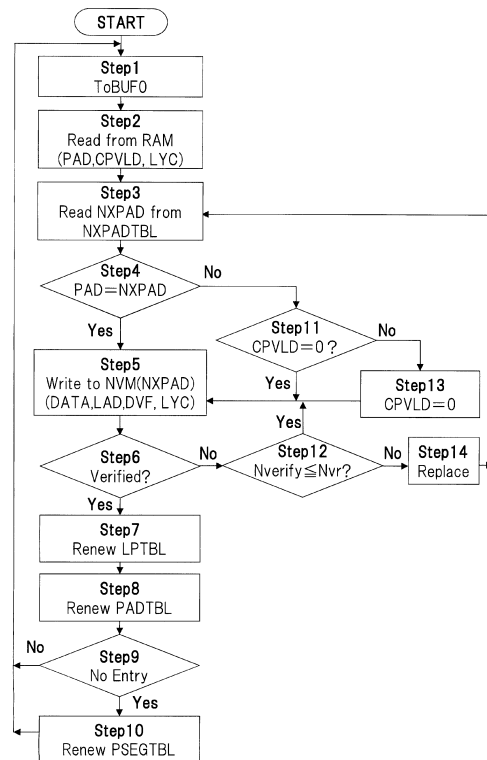 START
Step1
ToBUF0
Step2
Read from RAM
(PAD,CPVLD, LYC)
Step3
Read NXPAD from
NXPADTBL
Step4
PAD=NXPAD
No
Yes
Step11
CPVLD=0?
No
Yes
Step5
Write to NVM(NXPAD)
(DATA,LAD,DVF, LYC)
Step13
CPVLD=0
Yes
Step6
Verified?
No
Yes
Step12
Nverify≦Nvr?
No
Step14
Replace
Step7
Renew LPTBL
Step8
Renew PADTBL
Step9
No Entry
No
Yes
Step10
Renew PSEGTBL